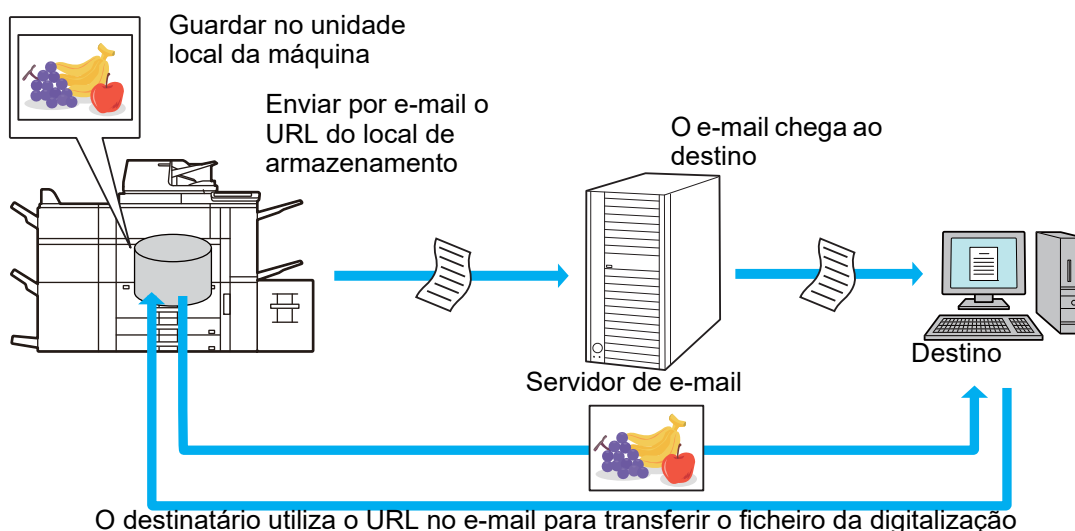 Guardar no unidade
local da máquina
Enviar por e-mail o
URL do local de
armazenamento
O e-mail chega ao
destino
Destino
Servidor de e-mail
O destinatário utiliza o URL no e-mail para transferir o ficheiro da digitalização